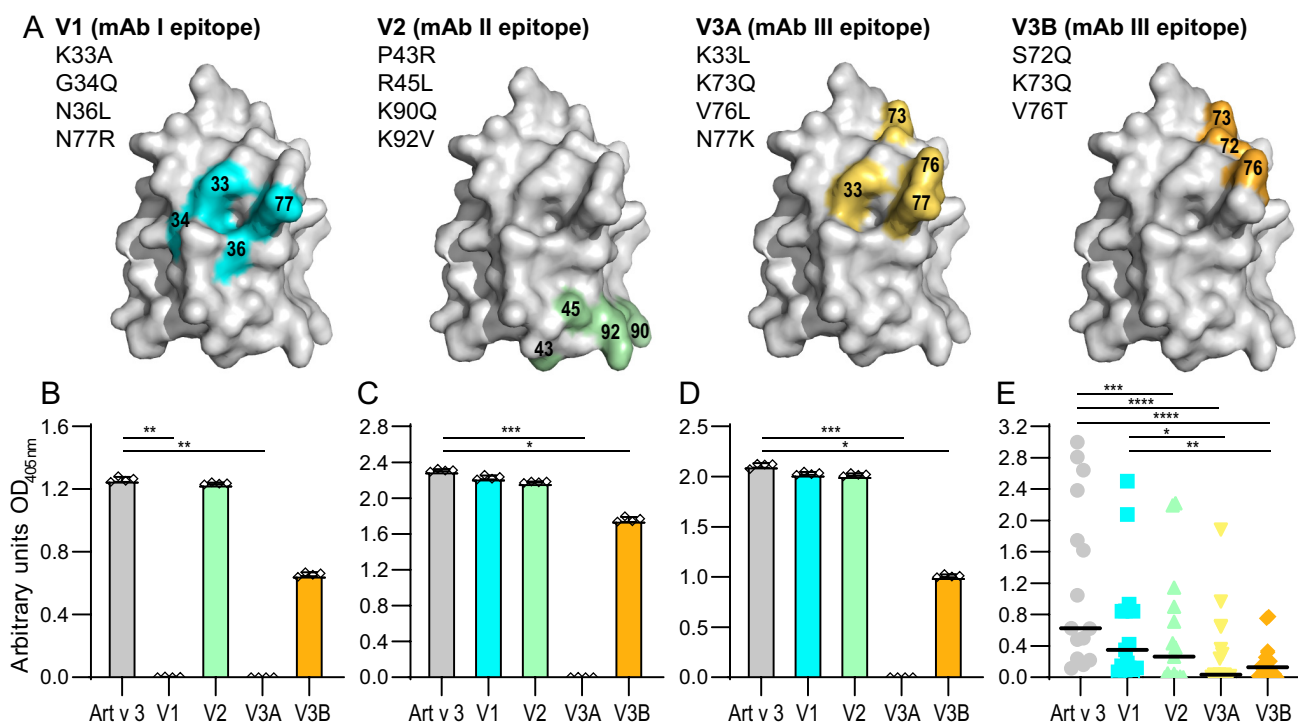 A
V1 (mAb I epitope)
K33A
G34Q
N36L
N77R
33
77
34
36
V2 (mAb II epitope)
P43R
R45L
K90Q
K92V
45
92
90
43
V3A (mAb III epitope)
K33L
K73Q
V76L
N77K
73
76
33
77
V3B (mAb III epitope)
S72Q
K73Q
V76T
73
72
76
Arbitrary units OD405nm
B
**
**
1.6
1.2
0.8
0.4
0.0
Art v 3 V1 V2 V3A V3B
C
***
*
2.8
2.4
2.0
1.6
1.2
0.8
0.4
0.0
Art v 3 V1 V2 V3A V3B
D
***
*
2.5
2.0
1.5
1.0
0.5
0.0
Art v 3 V1 V2 V3A V3B
E
***
****
****
*
**
3.2
2.8
2.4
2.0
1.6
1.2
0.8
0.4
0.0
Art v 3 V1 V2 V3A V3B